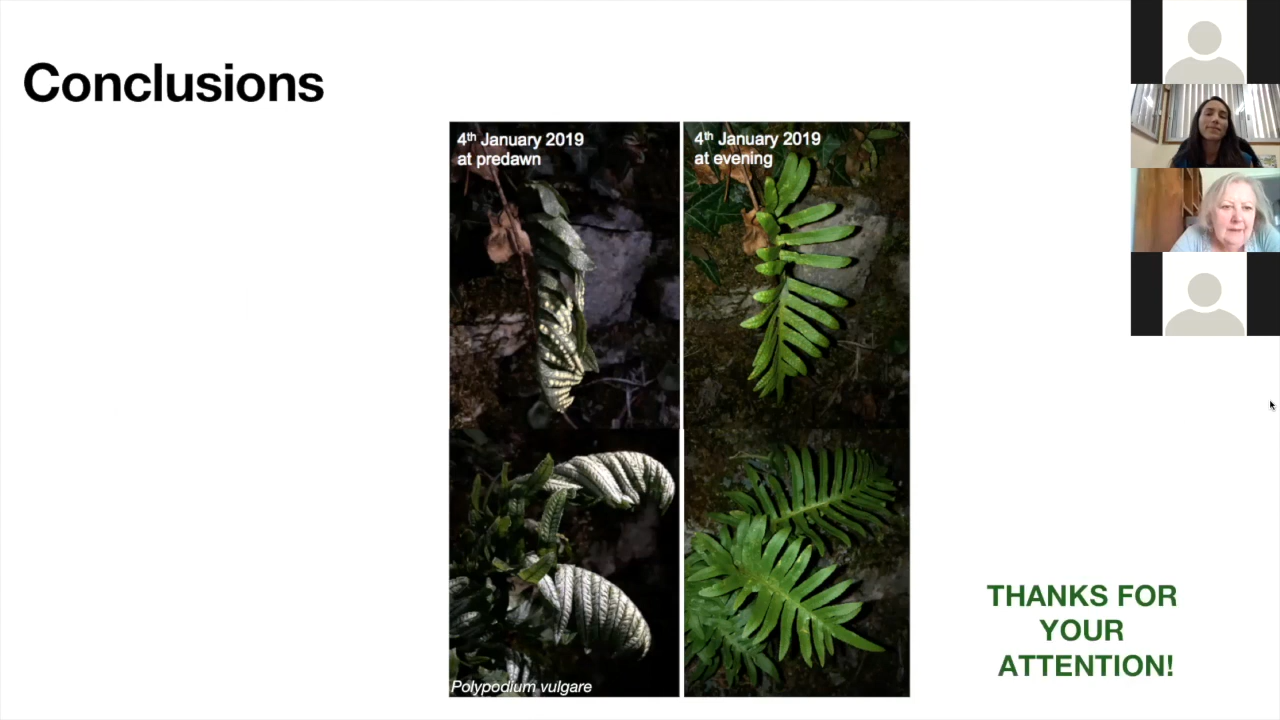 Conclusions
4th January 2019
at predawn
4th January 2019
at evening
Polypodium vulgare
THANKS FOR
YOUR
ATTENTION!